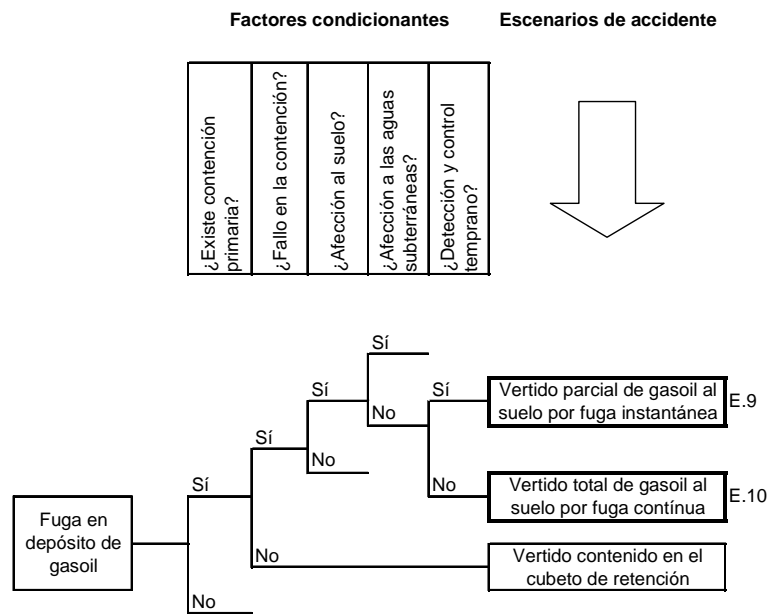 Factores condicionantes
Escenarios de accidente
¿Existe contención
primaria?
¿Fallo en la contención?
¿Afección al suelo?
¿Afección a las aguas
subterráneas?
¿Detección y control
temprano?
Sí
Sí
Sí
Vertido parcial de gasoil al
suelo por fuga instantánea
E.9
No
Sí
No
Sí
No
Vertido total de gasoil al
suelo por fuga contínua
E.10
Fuga en
depósito de
gasoil
No
Vertido contenido en el
cubeto de retención
No